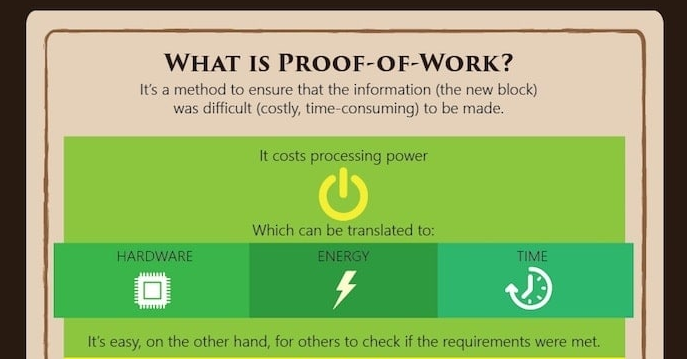 WHAT IS PROOF-OF-WORK?
It's a method to ensure that the information (the new block)
was difficult (costly, time-consuming) to be made.
It costs processing power
Which can be translated to:
HARDWARE ENERGY TIME
It's easy, on the other hand, for others to check if the requirements were met.